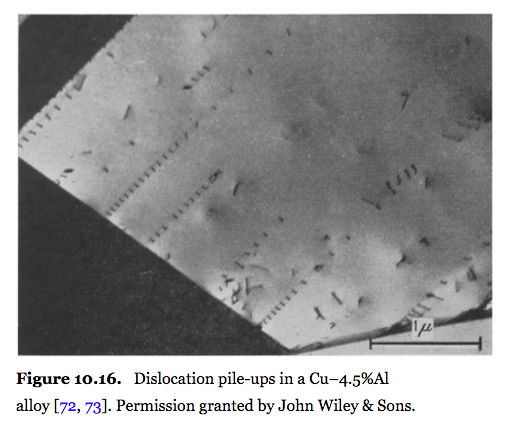 1μ
Figure 10.16. Dislocation pile-ups in a Cu–4.5%Al
alloy [72, 73]. Permission granted by John Wiley & Sons.